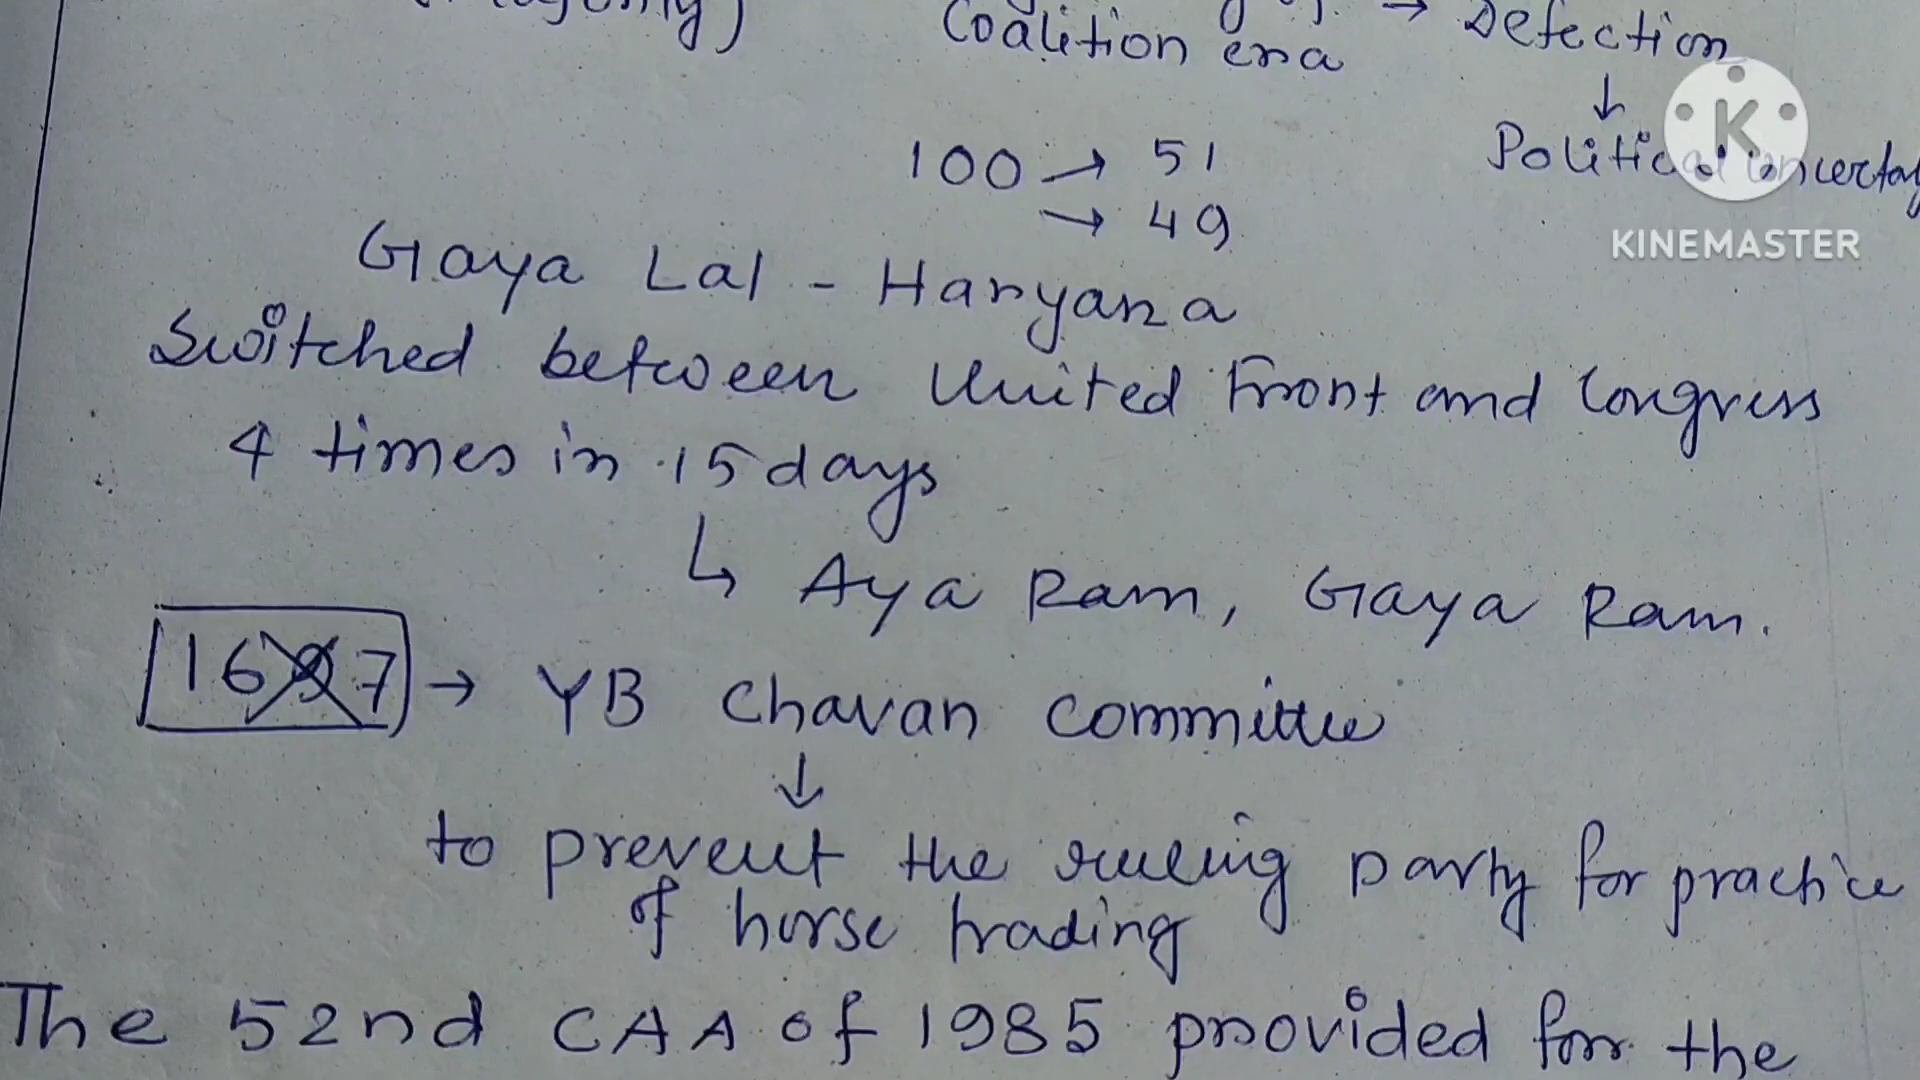 Coalition era → Defection
↓
100 → 51
Political
→ 49
KINEMASTER
Gaya Lal - Haryana
Switched between United Front and Congress
4 times in 15 days
↳ Aya Ram, Gaya Ram.
→ YB Chavan committee
↓
to prevent the ruling party for practice
of horse trading
The 52nd CAA of 1985 provided for the